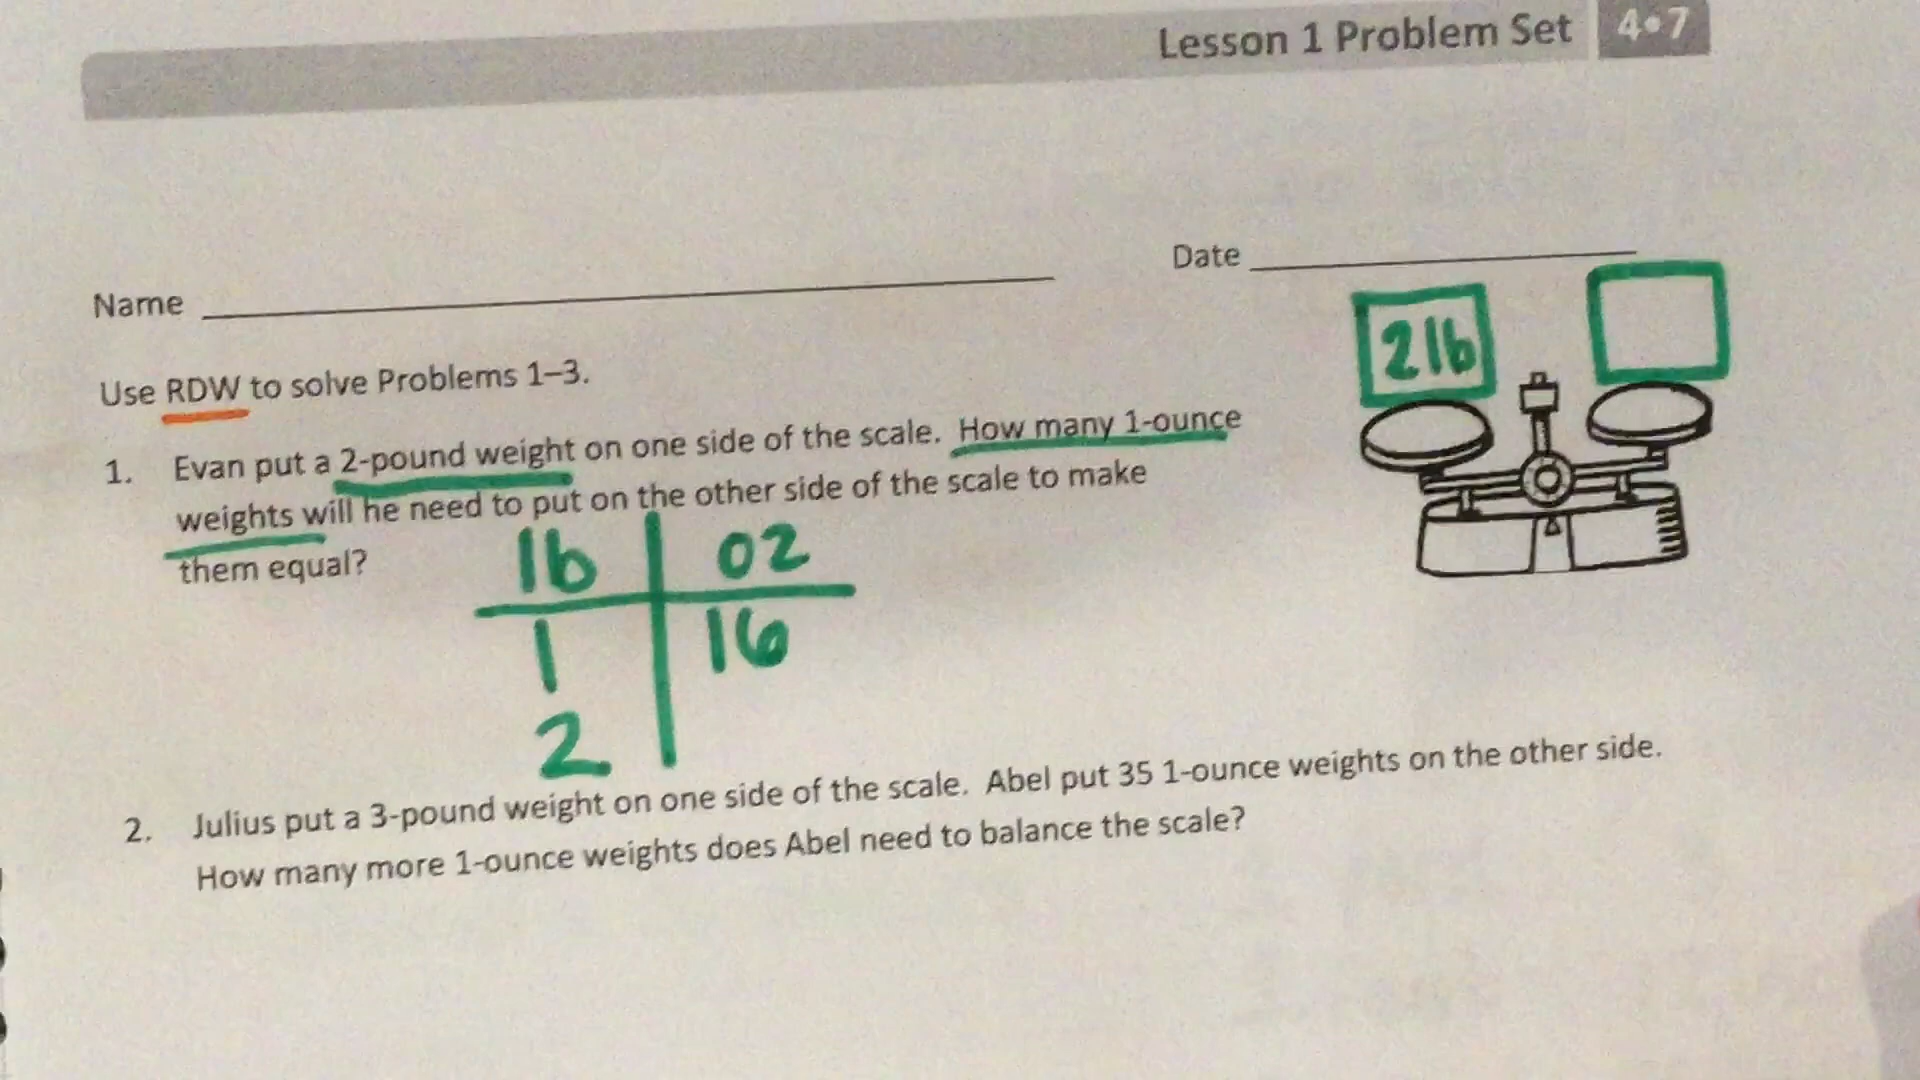 Lesson 1 Problem Set 4•7
Name Date
Use RDW to solve Problems 1–3.
2 lb
1. Evan put a 2-pound weight on one side of the scale. How many 1-ounce
weights will he need to put on the other side of the scale to make
them equal?
lb oz
1 16
2
2. Julius put a 3-pound weight on one side of the scale. Abel put 35 1-ounce weights on the other side.
How many more 1-ounce weights does Abel need to balance the scale?